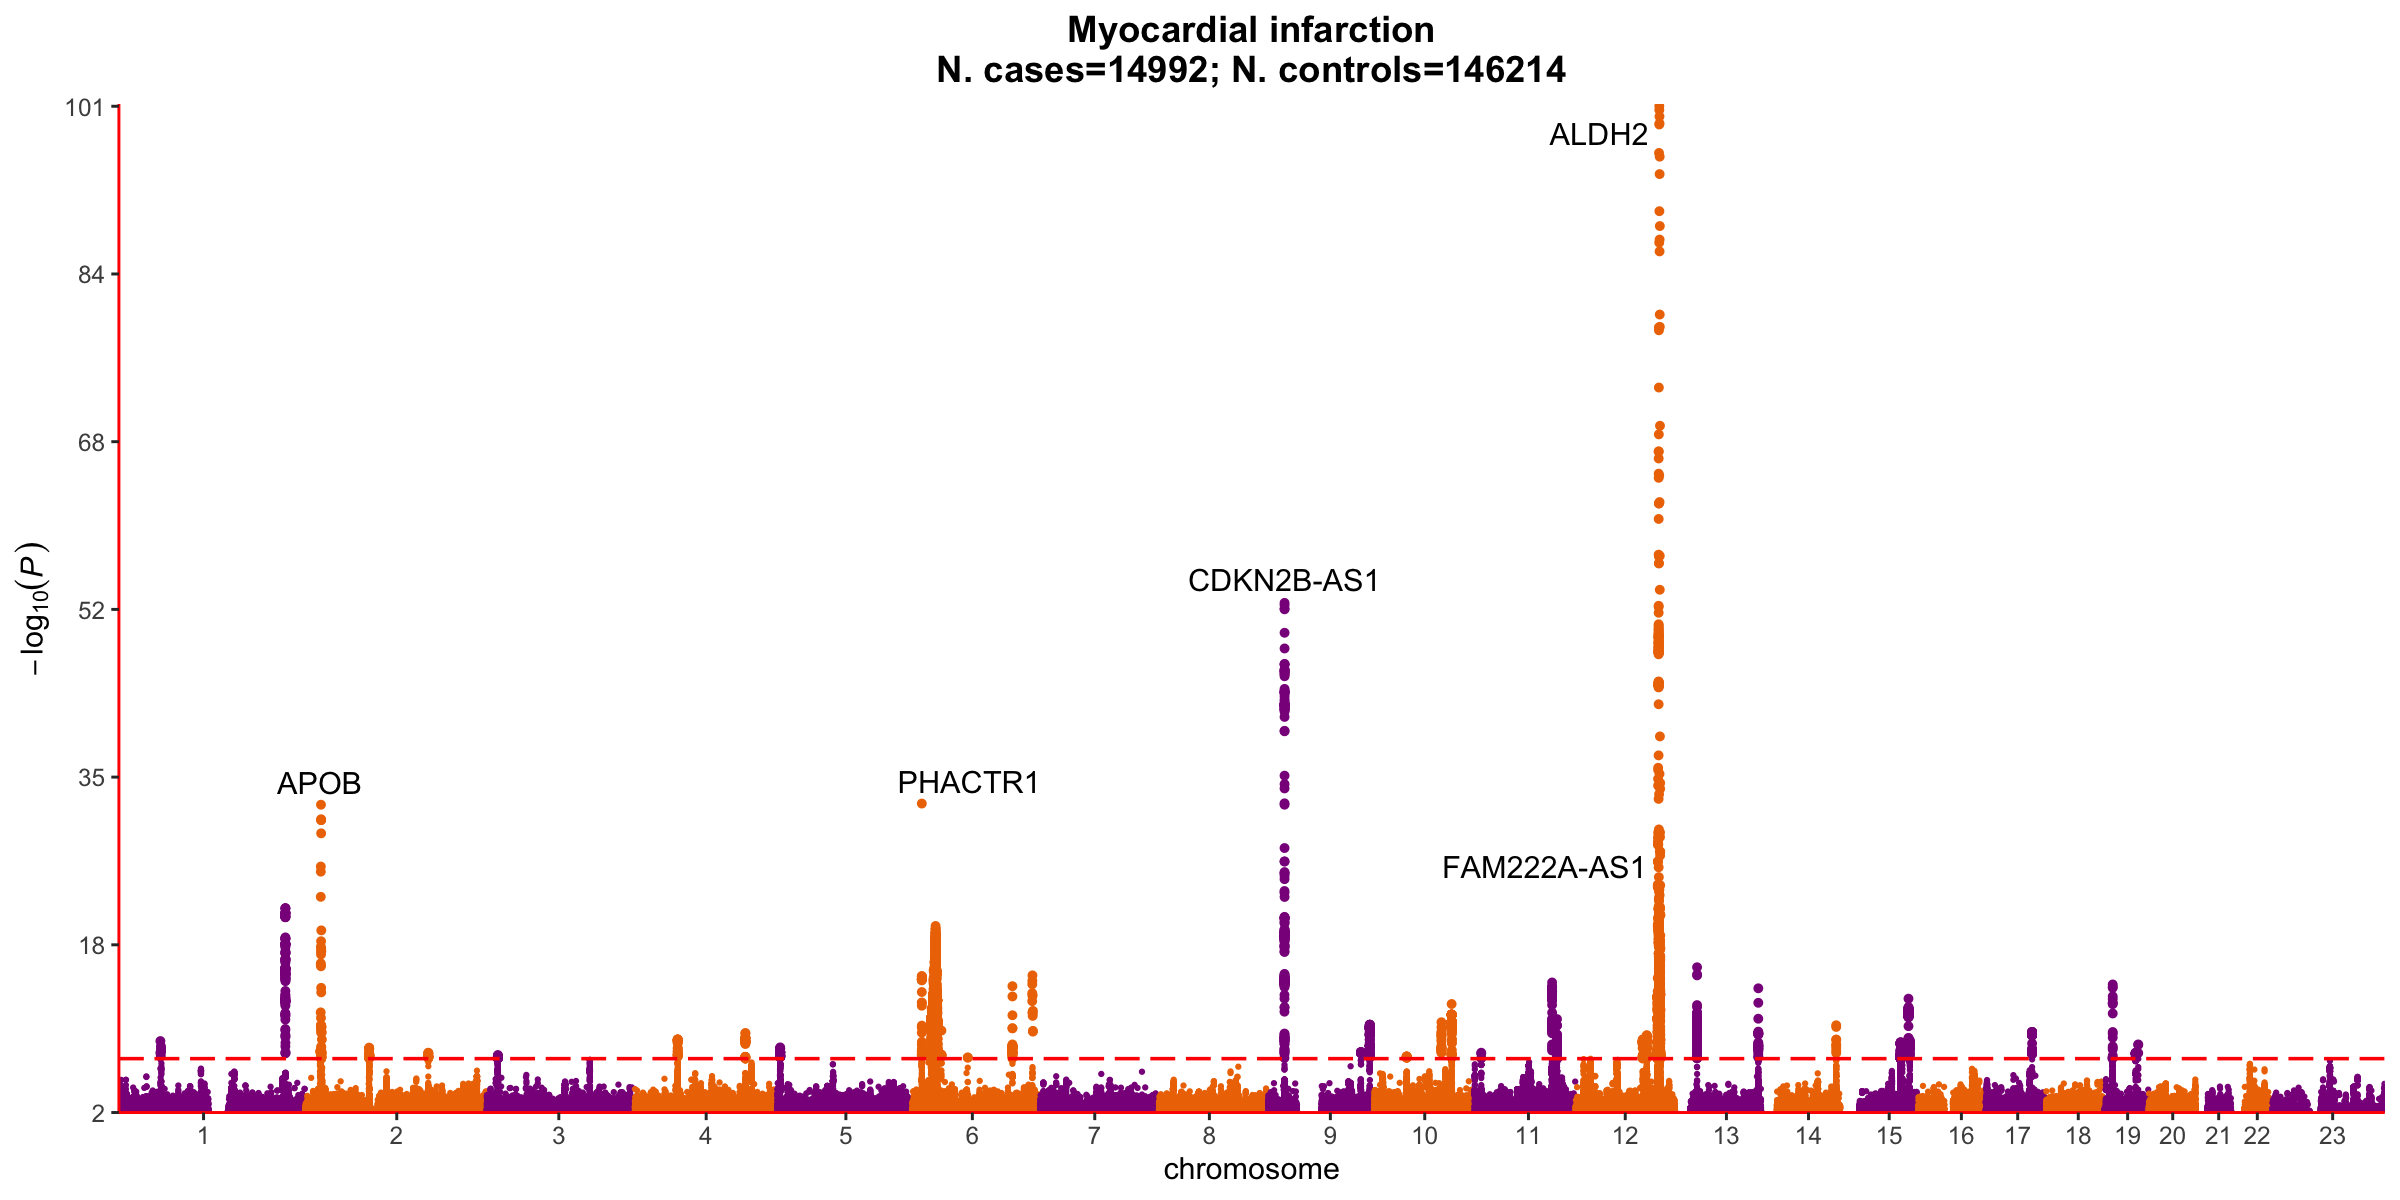 Myocardial infarction
N. cases=14992; N. controls=146214
101
ALDH2
84
68
−log10(P)
CDKN2B-AS1
52
35
APOB
PHACTR1
FAM222A-AS1
18
2
1 2 3 4 5 6 7 8 9 10 11 12 13 14 15 16 17 18 19 20 21 22 23
chromosome